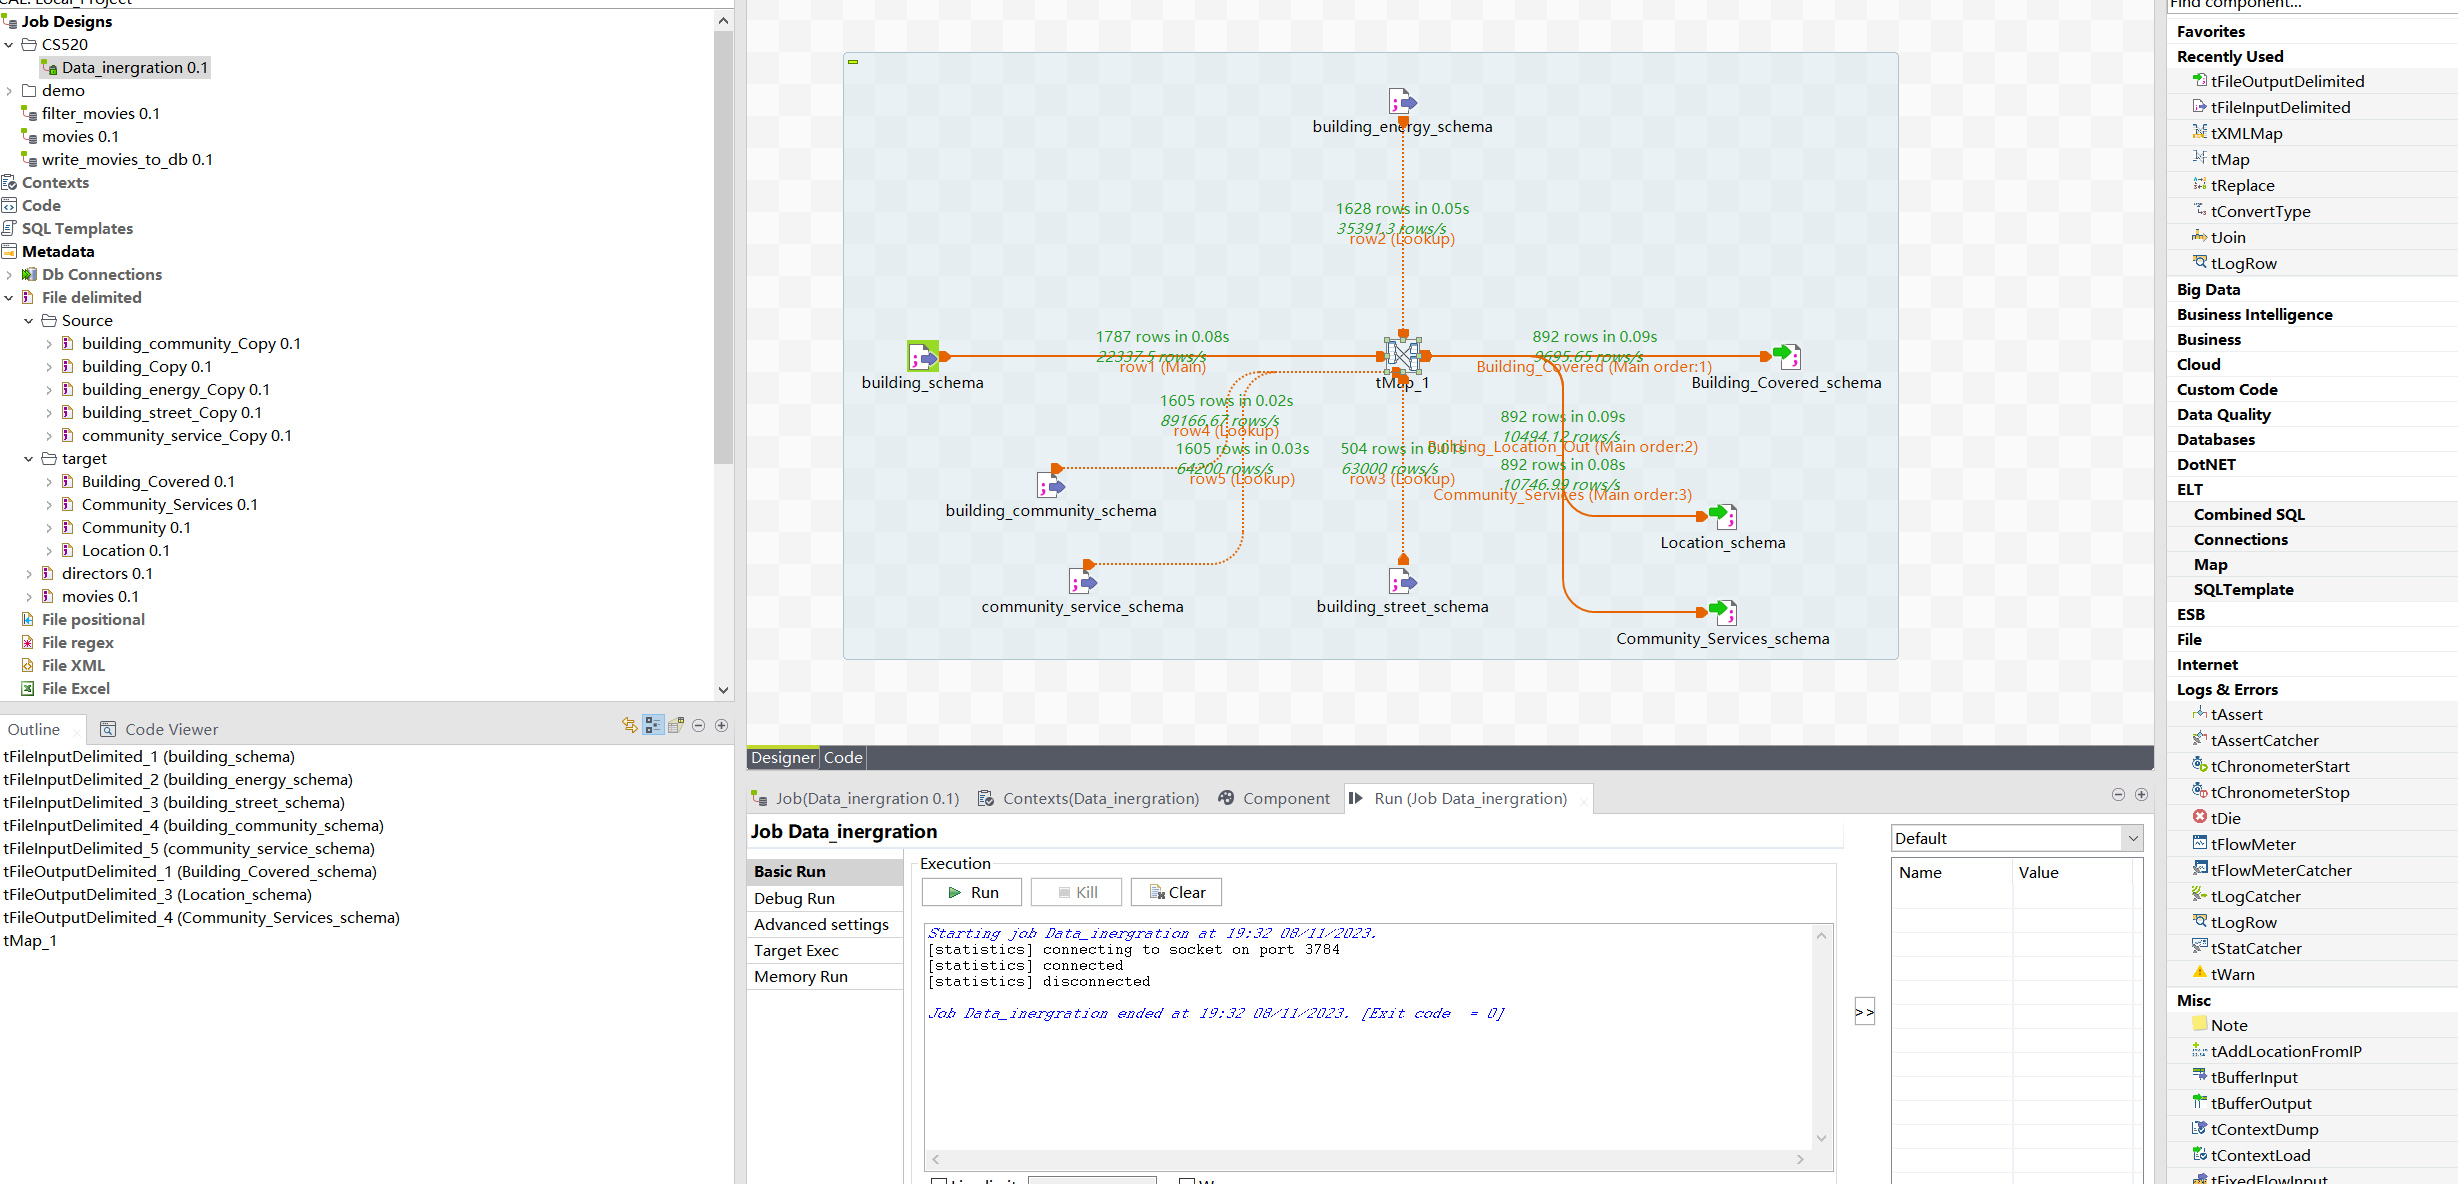 Job Designs
CS520
Data_inergration 0.1
demo
filter_movies 0.1
movies 0.1
write_movies_to_db 0.1
Contexts
Code
SQL Templates
Metadata
Db Connections
File delimited
Source
building_community_Copy 0.1
building_Copy 0.1
building_energy_Copy 0.1
building_street_Copy 0.1
community_service_Copy 0.1
target
Building_Covered 0.1
Community_Services 0.1
Community 0.1
Location 0.1
directors 0.1
movies 0.1
File positional
File regex
File XML
File Excel
Outline
Code Viewer
tFileInputDelimited_1 (building_schema)
tFileInputDelimited_2 (building_energy_schema)
tFileInputDelimited_3 (building_street_schema)
tFileInputDelimited_4 (building_community_schema)
tFileInputDelimited_5 (community_service_schema)
tFileOutputDelimited_1 (Building_Covered_schema)
tFileOutputDelimited_3 (Location_schema)
tFileOutputDelimited_4 (Community_Services_schema)
tMap_1
building_energy_schema
1628 rows in 0.05s
35391.3 rows/s
row2 (Lookup)
1787 rows in 0.08s
22337.5 rows/s
row1 (Main)
building_schema
tMap_1
892 rows in 0.09s
9695.65 rows/s
Building_Covered (Main order:1)
Building_Covered_schema
1605 rows in 0.02s
89166.67 rows/s
row4 (Lookup)
1605 rows in 0.03s
64200 rows/s
row5 (Lookup)
504 rows in 0.01s
63000 rows/s
row3 (Lookup)
892 rows in 0.09s
10494.12 rows/s
Building_Location_Out (Main order:2)
892 rows in 0.08s
10746.99 rows/s
Community_Services (Main order:3)
building_community_schema
Location_schema
community_service_schema
building_street_schema
Community_Services_schema
Designer
Code
Job(Data_inergration 0.1)
Contexts(Data_inergration)
Component
Run (Job Data_inergration)
Job Data_inergration
Basic Run
Debug Run
Advanced settings
Target Exec
Memory Run
Execution
Run
Kill
Clear
Starting job Data_inergration at 19:32 08/11/2023.
[statistics] connecting to socket on port 3784
[statistics] connected
[statistics] disconnected
Job Data_inergration ended at 19:32 08/11/2023. [Exit code  = 0]
>>
Default
Name
Value
Find component...
Favorites
Recently Used
tFileOutputDelimited
tFileInputDelimited
tXMLMap
tMap
tReplace
tConvertType
tJoin
tLogRow
Big Data
Business Intelligence
Business
Cloud
Custom Code
Data Quality
Databases
DotNET
ELT
Combined SQL
Connections
Map
SQLTemplate
ESB
File
Internet
Logs & Errors
tAssert
tAssertCatcher
tChronometerStart
tChronometerStop
tDie
tFlowMeter
tFlowMeterCatcher
tLogCatcher
tLogRow
tStatCatcher
tWarn
Misc
Note
tAddLocationFromIP
tBufferInput
tBufferOutput
tContextDump
tContextLoad
tFixedFlowInput